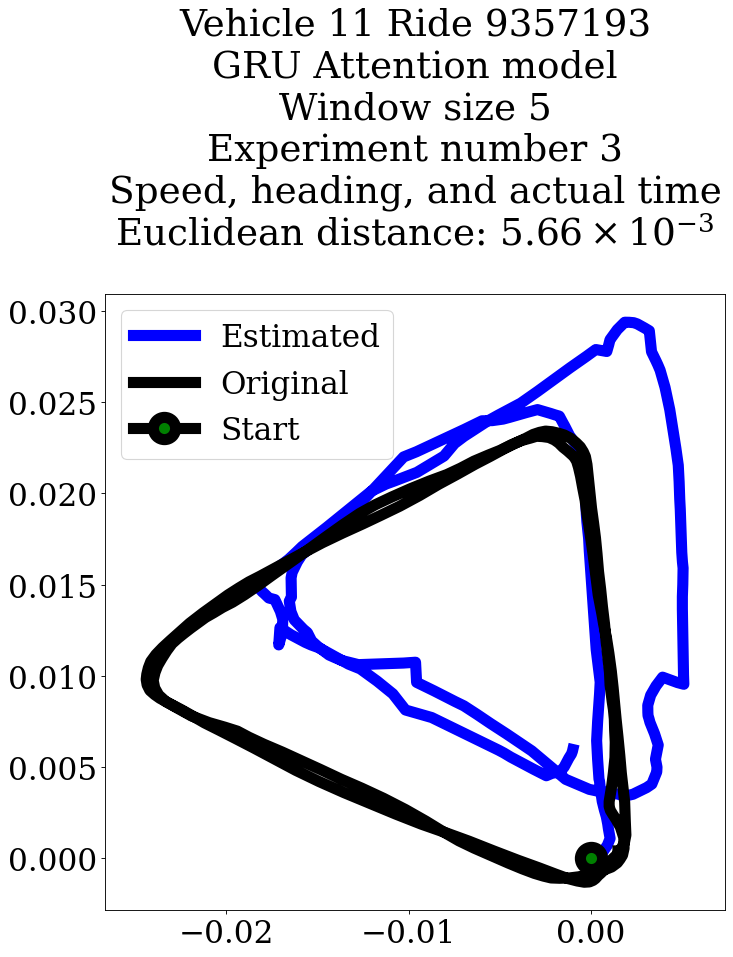 Vehicle 11 Ride 9357193
GRU Attention model
Window size 5
Experiment number 3
Speed, heading, and actual time
Euclidean distance: 5.66 × 10⁻³
0.030
0.025
0.020
0.015
0.010
0.005
0.000
Estimated
Original
Start
−0.02
−0.01
0.00